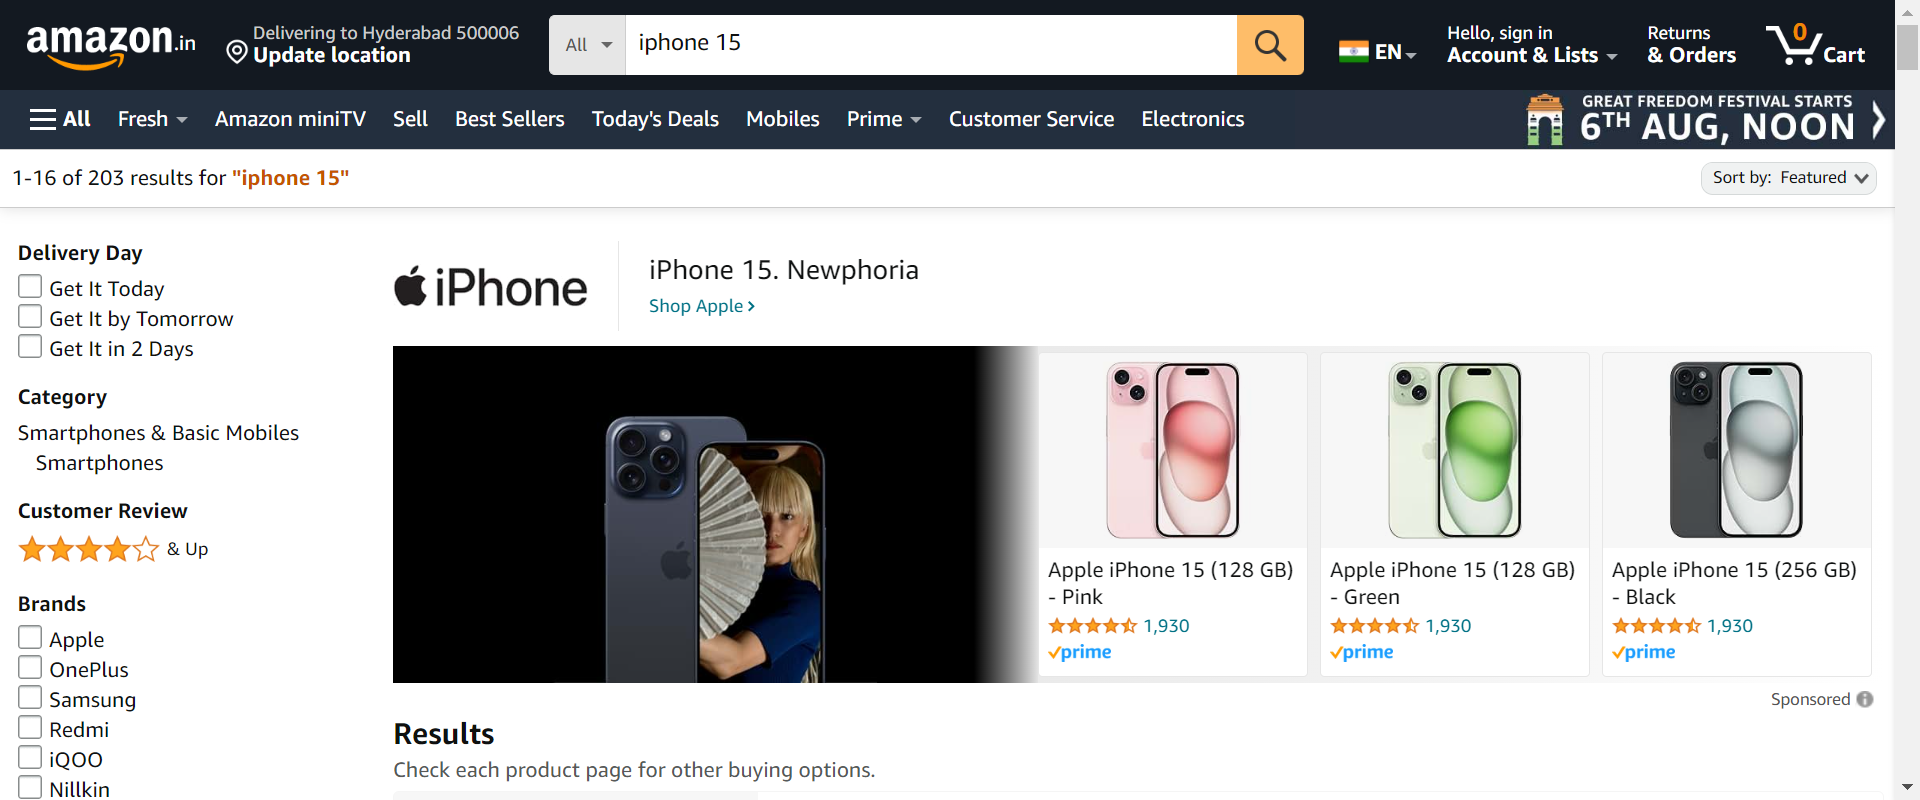 amazon.in
Delivering to Hyderabad 500006
Update location
All
iphone 15
EN
Hello, sign in
Account & Lists
Returns
& Orders
0
Cart
All
Fresh
Amazon miniTV
Sell
Best Sellers
Today's Deals
Mobiles
Prime
Customer Service
Electronics
GREAT FREEDOM FESTIVAL STARTS
6TH AUG, NOON
1-16 of 203 results for "iphone 15"
Sort by: Featured
Delivery Day
Get It Today
Get It by Tomorrow
Get It in 2 Days
Category
Smartphones & Basic Mobiles
Smartphones
Customer Review
& Up
Brands
Apple
OnePlus
Samsung
Redmi
iQOO
Nillkin
iPhone
iPhone 15. Newphoria
Shop Apple
Apple iPhone 15 (128 GB)
- Pink
1,930
prime
Apple iPhone 15 (128 GB)
- Green
1,930
prime
Apple iPhone 15 (256 GB)
- Black
1,930
prime
Sponsored
Results
Check each product page for other buying options.